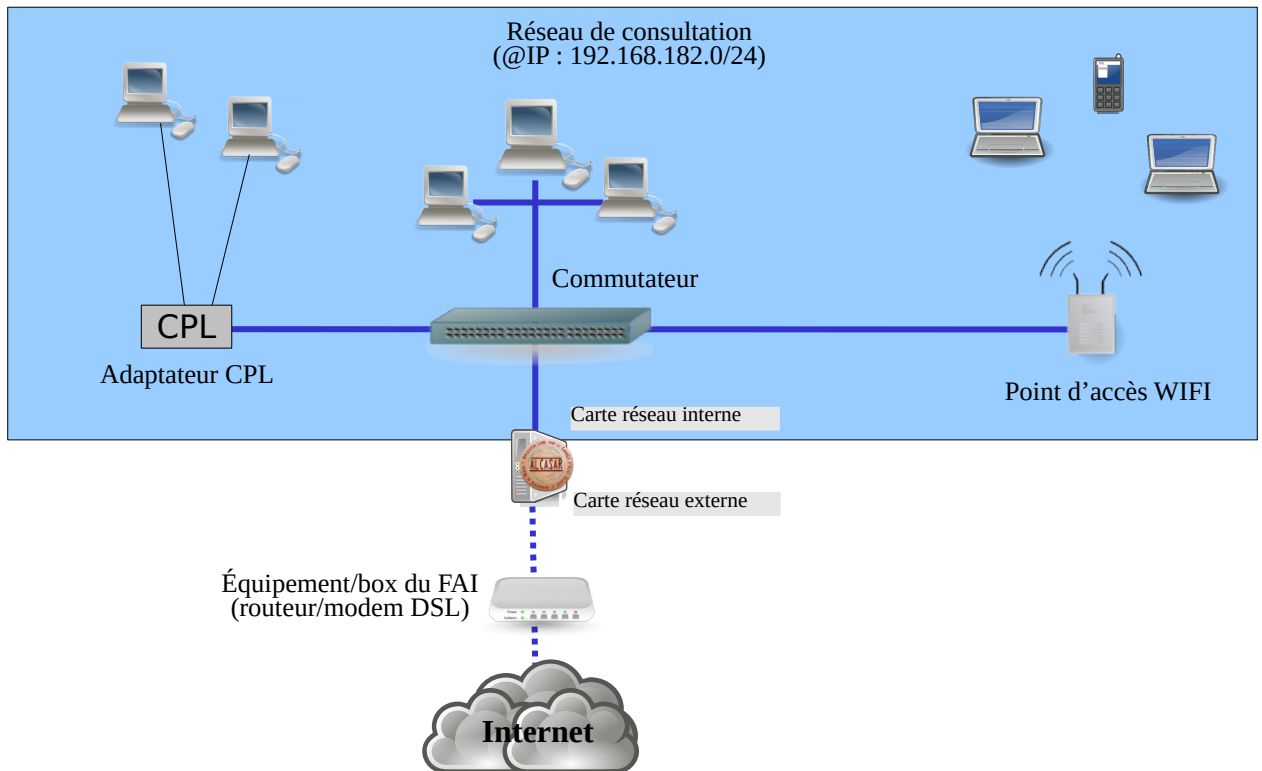 Réseau de consultation
(@IP : 192.168.182.0/24)
Commutateur
CPL
Adaptateur CPL
Point d’accès WIFI
Carte réseau interne
ALCASAR
Carte réseau externe
Équipement/box du FAI
(routeur/modem DSL)
Internet